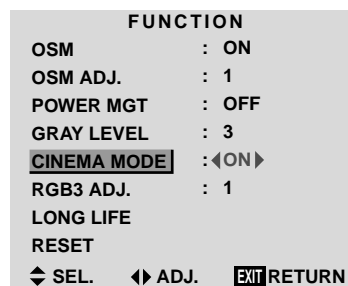 FUNCTION
OSM : ON
OSM ADJ. : 1
POWER MGT : OFF
GRAY LEVEL : 3
CINEMA MODE : ON
RGB3 ADJ. : 1
LONG LIFE
RESET
SEL. ADJ. EXIT RETURN